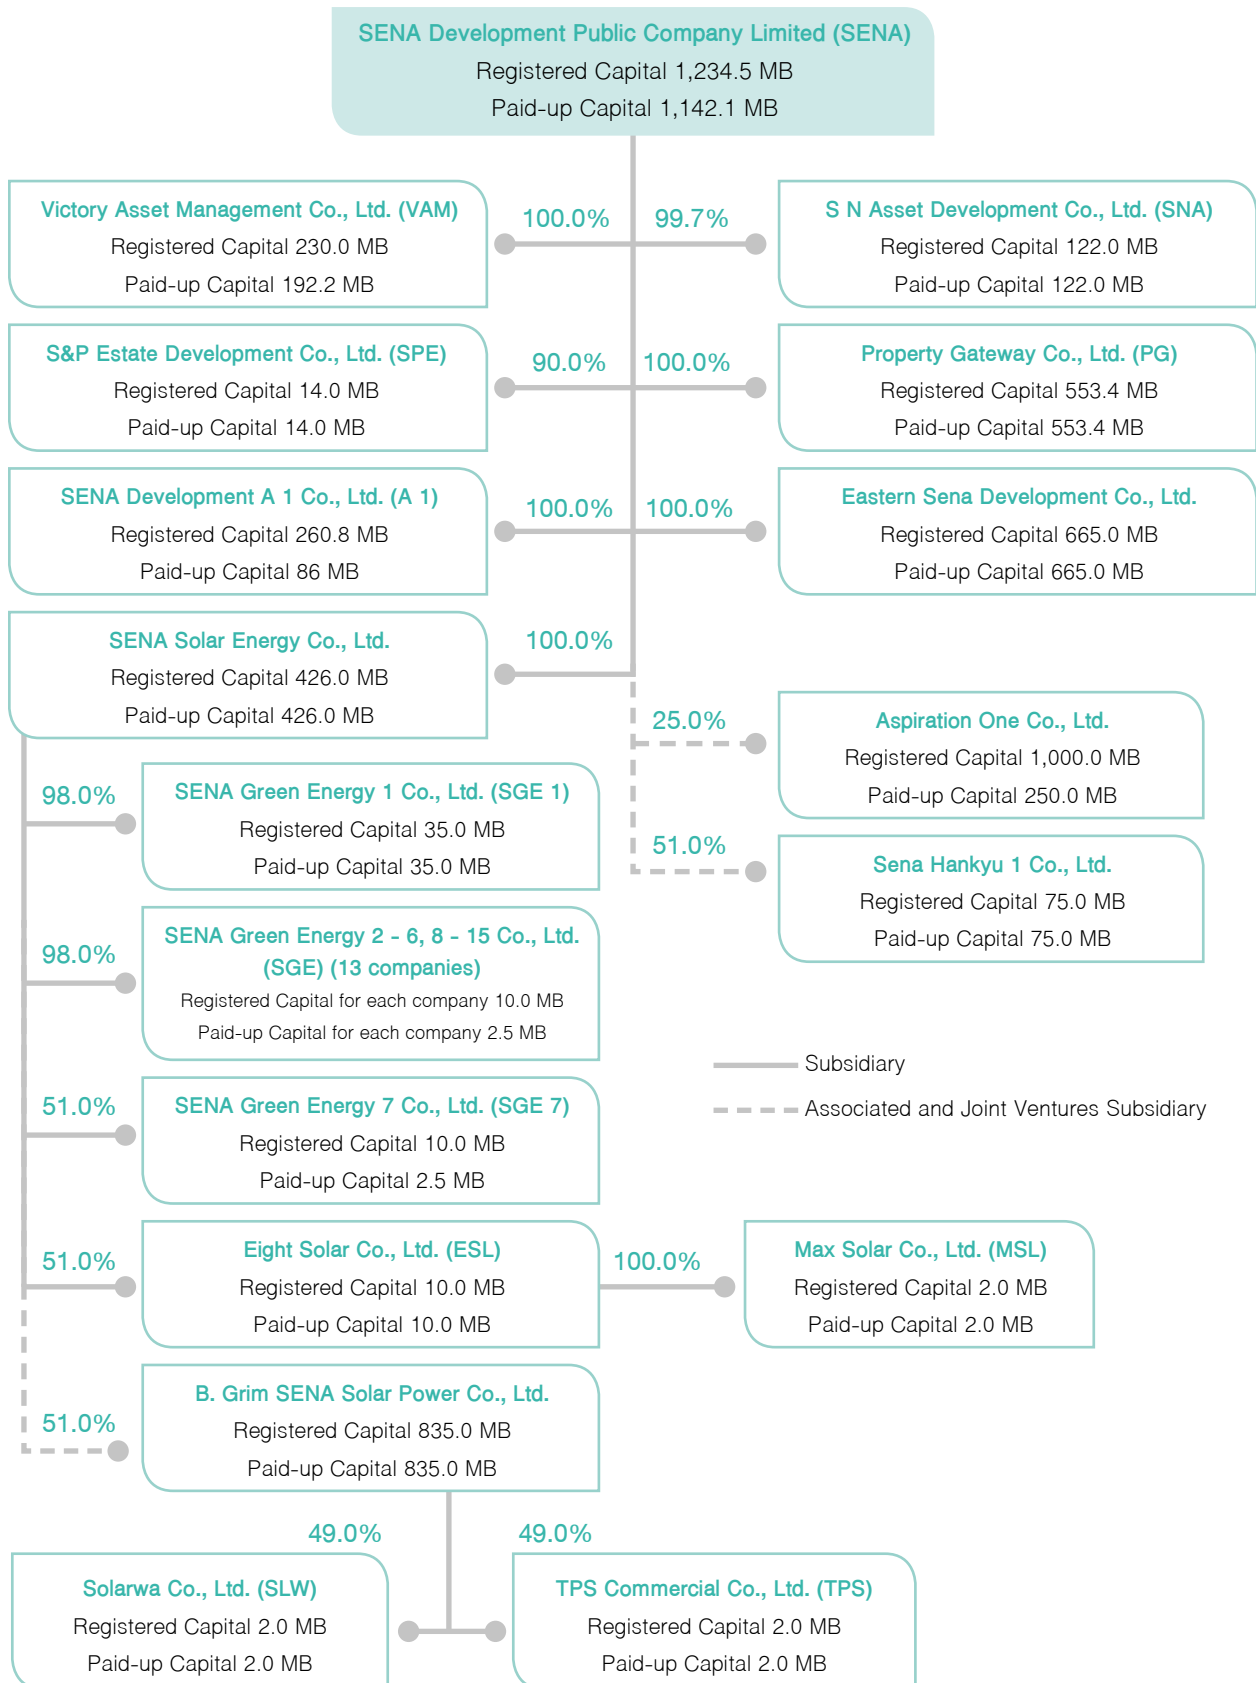 SENA Development Public Company Limited (SENA)
Registered Capital 1,234.5 MB
Paid-up Capital 1,142.1 MB
Victory Asset Management Co., Ltd. (VAM)
Registered Capital 230.0 MB
Paid-up Capital 192.2 MB
100.0%
99.7%
S N Asset Development Co., Ltd. (SNA)
Registered Capital 122.0 MB
Paid-up Capital 122.0 MB
S&P Estate Development Co., Ltd. (SPE)
Registered Capital 14.0 MB
Paid-up Capital 14.0 MB
90.0%
100.0%
Property Gateway Co., Ltd. (PG)
Registered Capital 553.4 MB
Paid-up Capital 553.4 MB
SENA Development A 1 Co., Ltd. (A 1)
Registered Capital 260.8 MB
Paid-up Capital 86 MB
100.0%
100.0%
Eastern Sena Development Co., Ltd.
Registered Capital 665.0 MB
Paid-up Capital 665.0 MB
SENA Solar Energy Co., Ltd.
Registered Capital 426.0 MB
Paid-up Capital 426.0 MB
100.0%
25.0%
Aspiration One Co., Ltd.
Registered Capital 1,000.0 MB
Paid-up Capital 250.0 MB
51.0%
Sena Hankyu 1 Co., Ltd.
Registered Capital 75.0 MB
Paid-up Capital 75.0 MB
98.0%
SENA Green Energy 1 Co., Ltd. (SGE 1)
Registered Capital 35.0 MB
Paid-up Capital 35.0 MB
98.0%
SENA Green Energy 2 - 6, 8 - 15 Co., Ltd.
(SGE) (13 companies)
Registered Capital for each company 10.0 MB
Paid-up Capital for each company 2.5 MB
Subsidiary
Associated and Joint Ventures Subsidiary
51.0%
SENA Green Energy 7 Co., Ltd. (SGE 7)
Registered Capital 10.0 MB
Paid-up Capital 2.5 MB
51.0%
Eight Solar Co., Ltd. (ESL)
Registered Capital 10.0 MB
Paid-up Capital 10.0 MB
100.0%
Max Solar Co., Ltd. (MSL)
Registered Capital 2.0 MB
Paid-up Capital 2.0 MB
51.0%
B. Grim SENA Solar Power Co., Ltd.
Registered Capital 835.0 MB
Paid-up Capital 835.0 MB
49.0%
49.0%
Solarwa Co., Ltd. (SLW)
Registered Capital 2.0 MB
Paid-up Capital 2.0 MB
TPS Commercial Co., Ltd. (TPS)
Registered Capital 2.0 MB
Paid-up Capital 2.0 MB